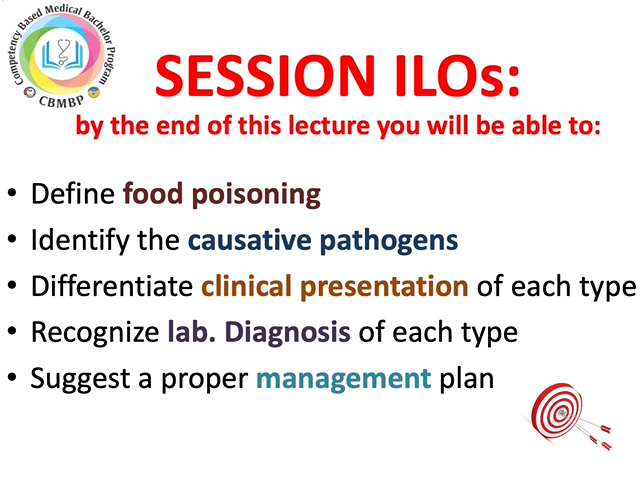 Competency Based Medical Bachelor Program
CBMBP
SESSION ILOs:
by the end of this lecture you will be able to:
• Define food poisoning
• Identify the causative pathogens
• Differentiate clinical presentation of each type
• Recognize lab. Diagnosis of each type
• Suggest a proper management plan